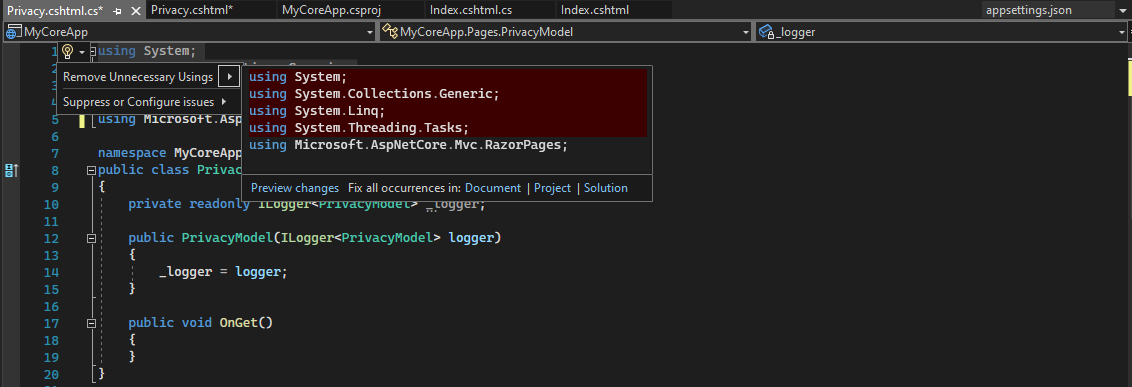 Privacy.cshtml.cs*
Privacy.cshtml*
MyCoreApp.csproj
Index.cshtml.cs
Index.cshtml
appsettings.json
MyCoreApp
MyCoreApp.Pages.PrivacyModel
_logger
1 using System;
2
Remove Unnecessary Usings
Suppress or Configure issues
using System;
using System.Collections.Generic;
using System.Linq;
using System.Threading.Tasks;
using Microsoft.AspNetCore.Mvc.RazorPages;
Preview changes Fix all occurrences in: Document | Project | Solution
5 using Microsoft.Asp
6
7 namespace MyCoreApp
8 public class Privac
9 {
10 private readonly ILogger<PrivacyModel> _logger;
11
12 public PrivacyModel(ILogger<PrivacyModel> logger)
13 {
14 _logger = logger;
15 }
16
17 public void OnGet()
18 {
19 }
20 }